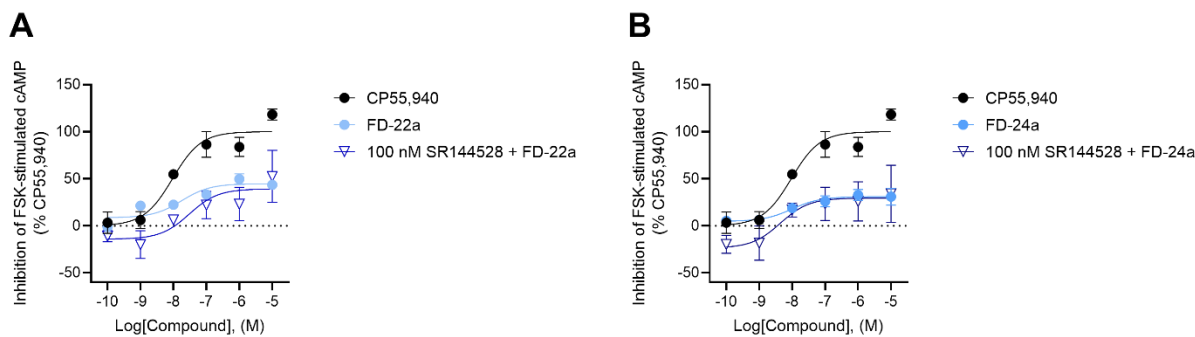 A
Inhibition of FSK-stimulated cAMP
(% CP55,940)
150
100
50
0
-50
-10 -9 -8 -7 -6 -5
Log[Compound], (M)
CP55,940
FD-22a
100 nM SR144528 + FD-22a
B
Inhibition of FSK-stimulated cAMP
(% CP55,940)
150
100
50
0
-50
-10 -9 -8 -7 -6 -5
Log[Compound], (M)
CP55,940
FD-24a
100 nM SR144528 + FD-24a